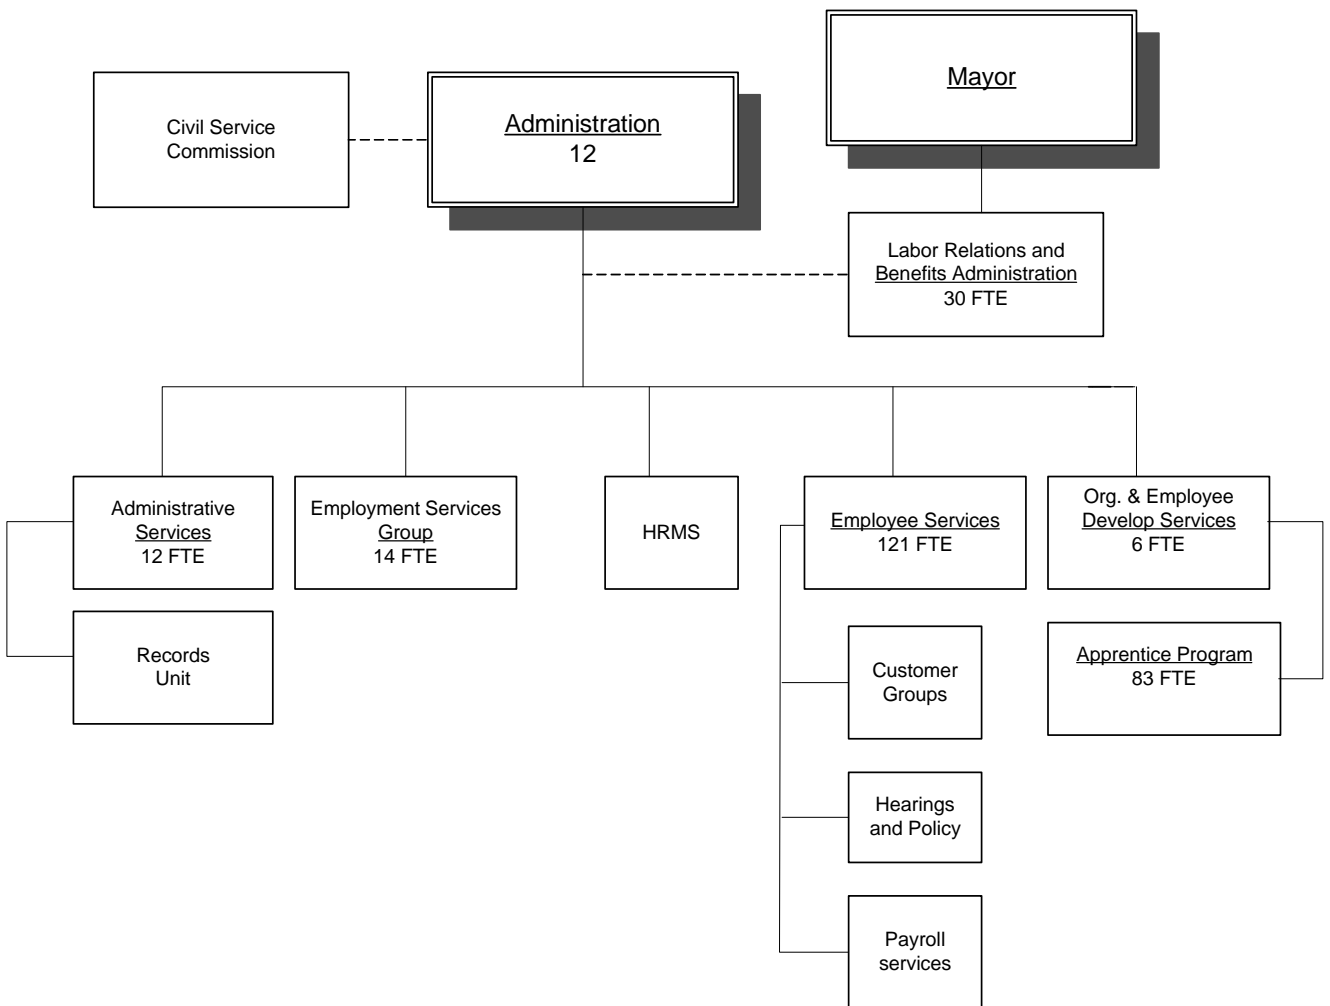 Mayor
Civil Service
Commission
Administration
12
Labor Relations and
Benefits Administration
30 FTE
Administrative
Services
12 FTE
Employment Services
Group
14 FTE
HRMS
Employee Services
121 FTE
Org. & Employee
Develop Services
6 FTE
Records
Unit
Customer
Groups
Apprentice Program
83 FTE
Hearings
and Policy
Payroll
services